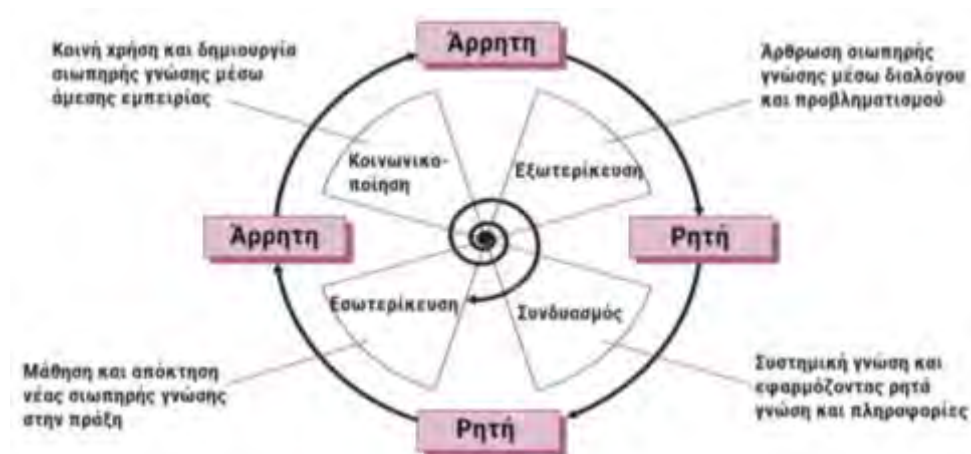 Άρρητη
Κοινή χρήση και δημιουργία
σιωπηρής γνώσης μέσω
άμεσης εμπειρίας
Άρθρωση σιωπηρής
γνώσης μέσω διαλόγου
και προβληματισμού
Κοινωνικο-
ποίηση
Εξωτερίκευση
Άρρητη
Ρητή
Εσωτερίκευση
Συνδυασμός
Μάθηση και απόκτηση
νέας σιωπηρής γνώσης
στην πράξη
Συστημική γνώση και
εφαρμόζοντας ρητά
γνώση και πληροφορίες
Ρητή